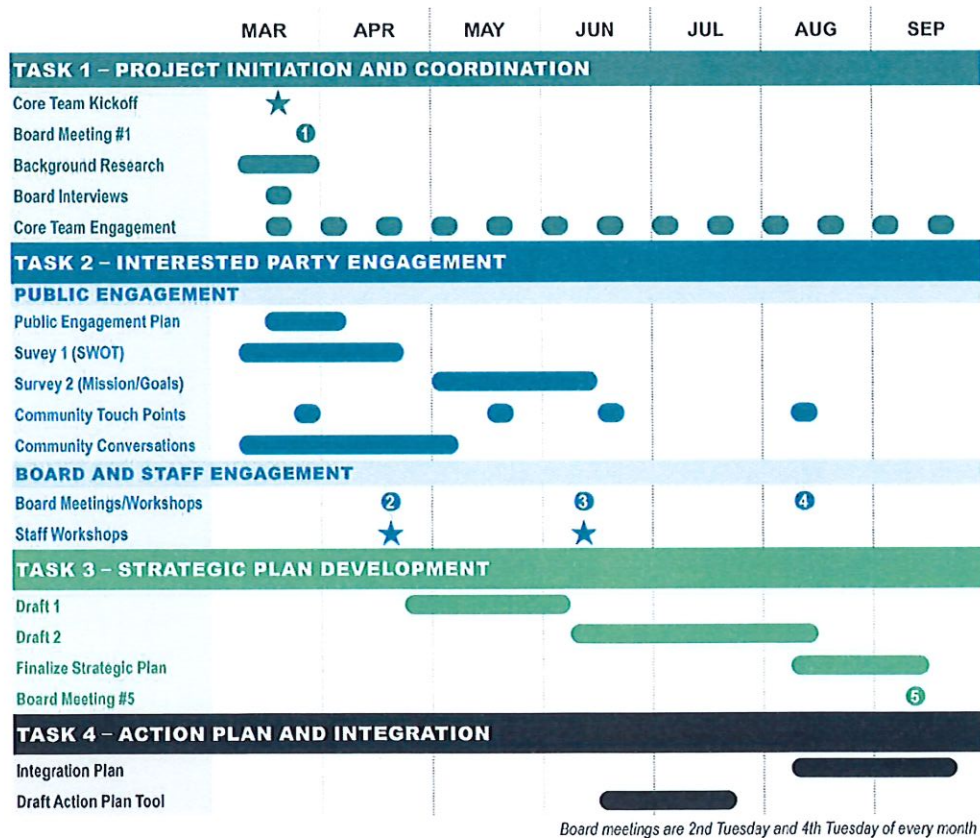 MAR APR MAY JUN JUL AUG SEP
TASK 1 – PROJECT INITIATION AND COORDINATION
Core Team Kickoff
Board Meeting #1 1
Background Research
Board Interviews
Core Team Engagement
TASK 2 – INTERESTED PARTY ENGAGEMENT
PUBLIC ENGAGEMENT
Public Engagement Plan
Suvey 1 (SWOT)
Survey 2 (Mission/Goals)
Community Touch Points
Community Conversations
BOARD AND STAFF ENGAGEMENT
Board Meetings/Workshops 2 3 4
Staff Workshops
TASK 3 – STRATEGIC PLAN DEVELOPMENT
Draft 1
Draft 2
Finalize Strategic Plan
Board Meeting #5 5
TASK 4 – ACTION PLAN AND INTEGRATION
Integration Plan
Draft Action Plan Tool
Board meetings are 2nd Tuesday and 4th Tuesday of every month